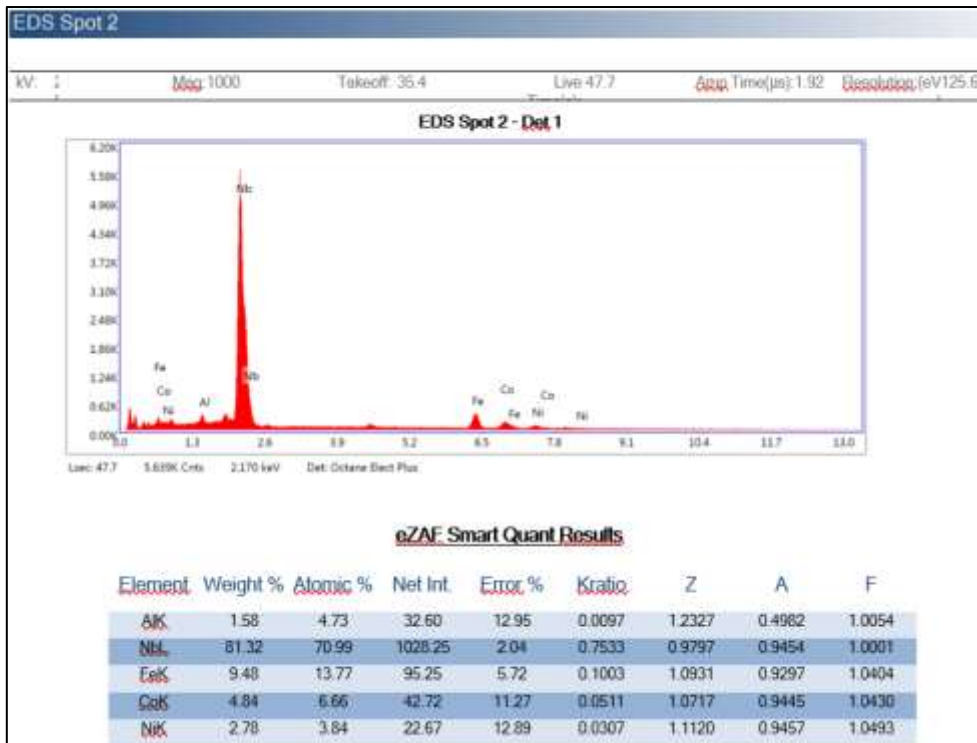 EDS Spot 2
kV: Mag: 1000 Takeoff: 35.4 Live 47.7 Amp Time(µs): 1.92 Resolution:(eV125.6
EDS Spot 2 - Det 1
6.20K
5.58K
4.96K
4.34K
3.72K
3.10K
2.48K
1.86K
1.24K
0.62K
0.00K
Nb
Fe
Co
Ni
Al
Nb
Fe
Co
Fe
Co
Ni
Ni
0.0 1.3 2.6 3.9 5.2 6.5 7.8 9.1 10.4 11.7 13.0
Lsec: 47.7 5.639K Cnts 2.170 keV Det: Octane Elect Plus
eZAF Smart Quant Results
Element Weight % Atomic % Net Int. Error % Kratio Z A F
AlK 1.58 4.73 32.60 12.95 0.0097 1.2327 0.4982 1.0054
NbL 81.32 70.99 1028.25 2.04 0.7533 0.9797 0.9454 1.0001
FeK 9.48 13.77 95.25 5.72 0.1003 1.0931 0.9297 1.0404
CoK 4.84 6.66 42.72 11.27 0.0511 1.0717 0.9445 1.0430
NiK 2.78 3.84 22.67 12.89 0.0307 1.1120 0.9457 1.0493